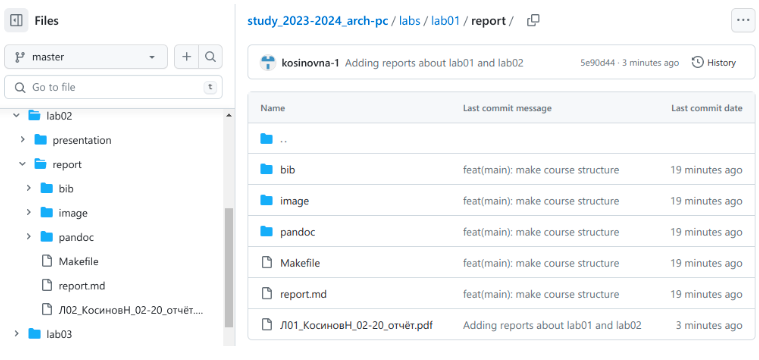 Files
master
Go to file
t
lab02
presentation
report
bib
image
pandoc
Makefile
report.md
Л02_КосиновН_02-20_отчёт....
lab03
study_2023-2024_arch-pc / labs / lab01 / report /
kosinovna-1 Adding reports about lab01 and lab02 5e90d44 · 3 minutes ago History
Name Last commit message Last commit date
..
bib feat(main): make course structure 19 minutes ago
image feat(main): make course structure 19 minutes ago
pandoc feat(main): make course structure 19 minutes ago
Makefile feat(main): make course structure 19 minutes ago
report.md feat(main): make course structure 19 minutes ago
Л01_КосиновН_02-20_отчёт.pdf Adding reports about lab01 and lab02 3 minutes ago